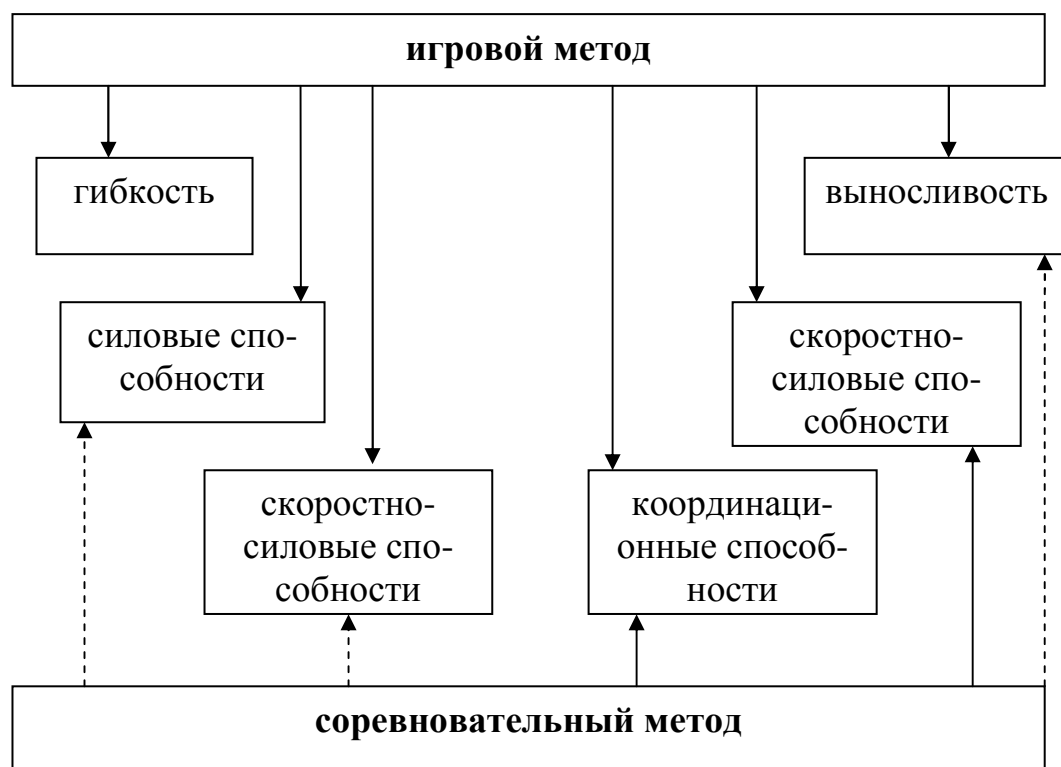 игровой метод
гибкость
выносливость
силовые спо-
собности
скоростно-
силовые спо-
собности
скоростно-
силовые спо-
собности
координаци-
онные способ-
ности
соревновательный метод